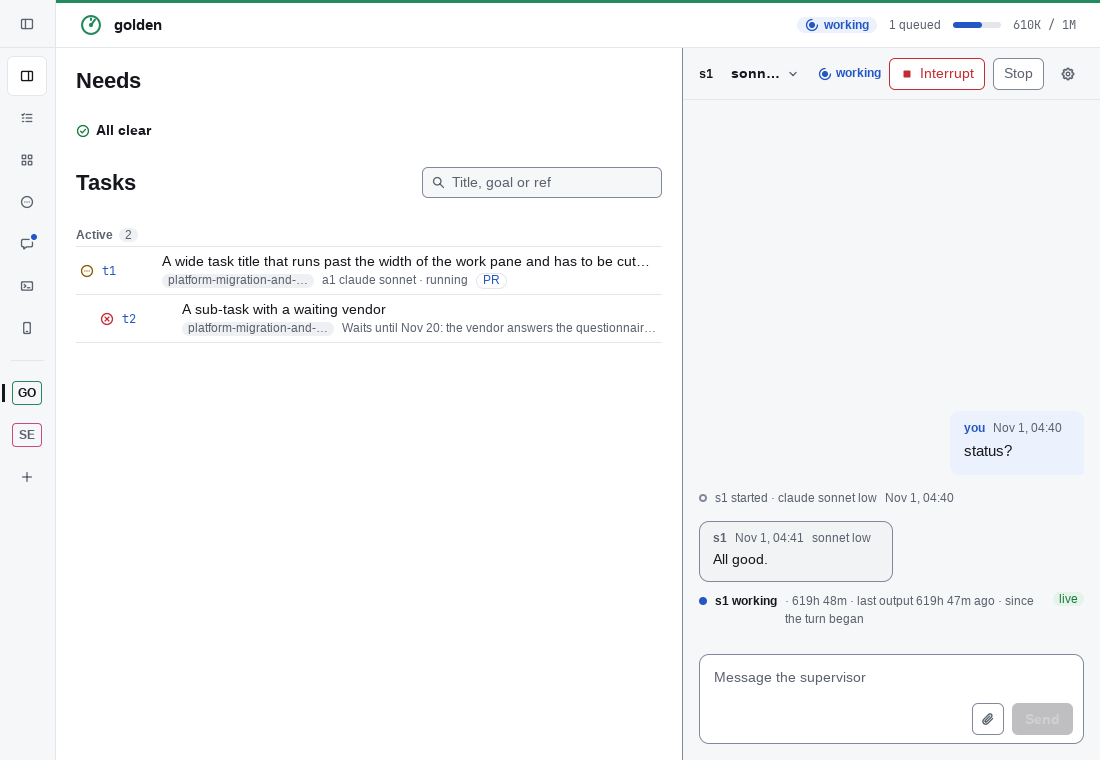 golden
working
1 queued
610K / 1M
Needs
All clear
Tasks
Title, goal or ref
Active 2
t1
A wide task title that runs past the width of the work pane and has to be cut…
platform-migration-and-… a1 claude sonnet · running PR
t2
A sub-task with a waiting vendor
platform-migration-and-… Waits until Nov 20: the vendor answers the questionnair…
GO
SE
s1 sonn… working Interrupt Stop
you Nov 1, 04:40
status?
s1 started · claude sonnet low Nov 1, 04:40
s1 Nov 1, 04:41 sonnet low
All good.
s1 working · 619h 48m · last output 619h 47m ago · since live
the turn began
Message the supervisor
Send